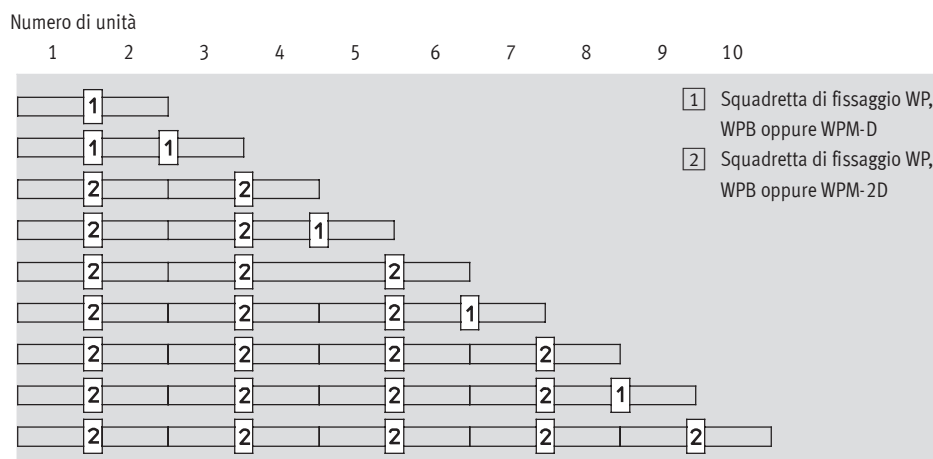 Numero di unità
1 2 3 4 5 6 7 8 9 10
1 Squadretta di fissaggio WP,
WPB oppure WPM-D
2 Squadretta di fissaggio WP,
WPB oppure WPM-2D
1
1 1
2 2
2 2 1
2 2 2
2 2 2 1
2 2 2 2
2 2 2 2 1
2 2 2 2 2